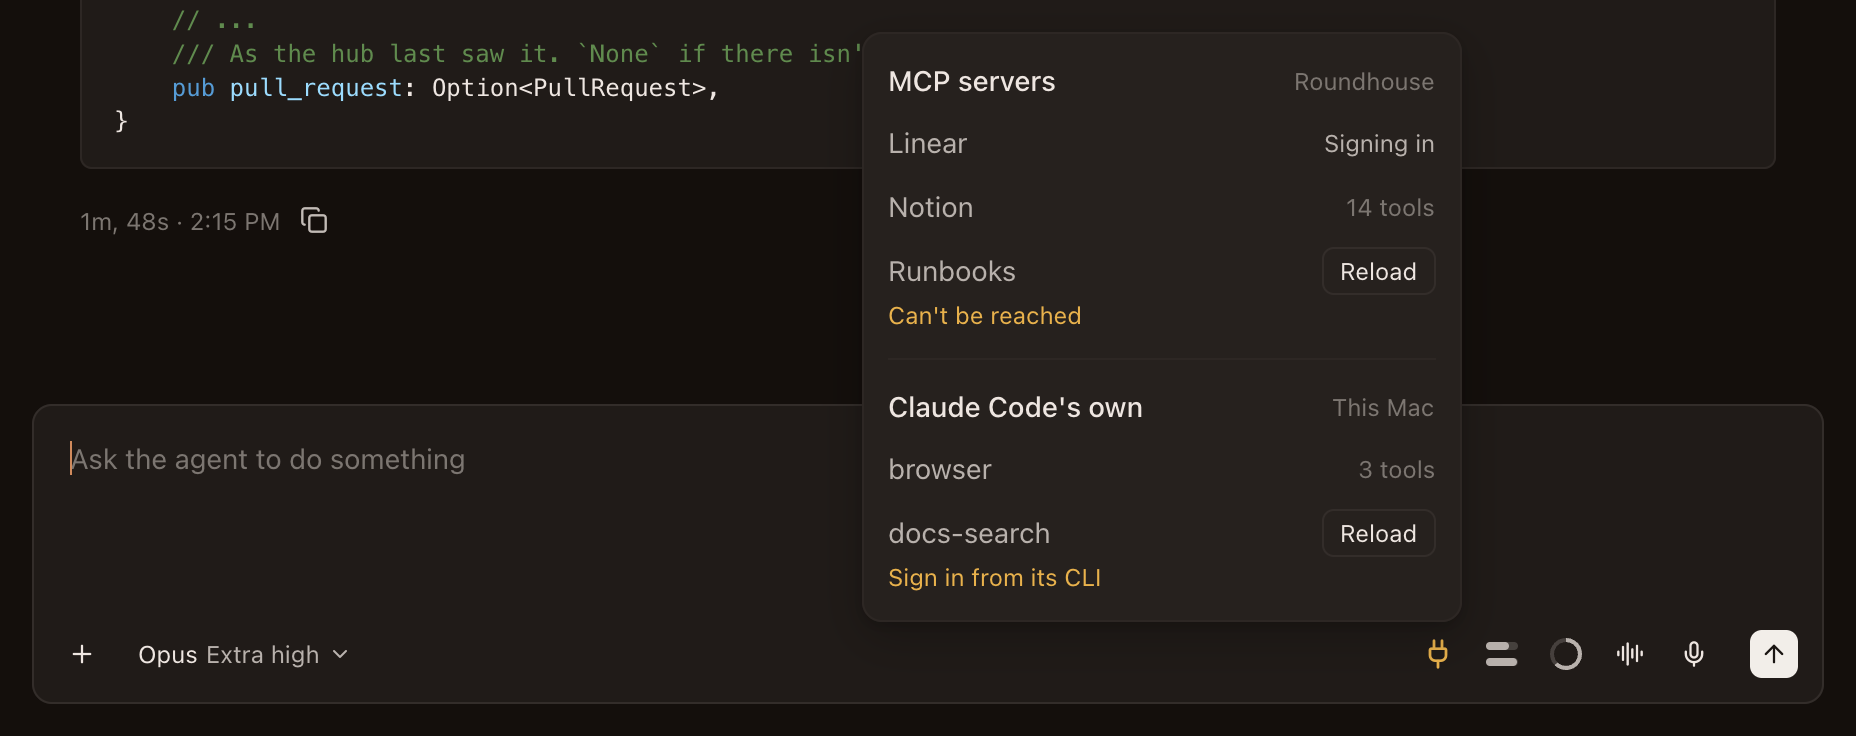 // ...
/// As the hub last saw it. `None` if there isn'
pub pull_request: Option<PullRequest>,
}
1m, 48s · 2:15 PM
MCP servers Roundhouse
Linear Signing in
Notion 14 tools
Runbooks Reload
Can't be reached
Claude Code's own This Mac
browser 3 tools
docs-search Reload
Sign in from its CLI
Ask the agent to do something
Opus Extra high